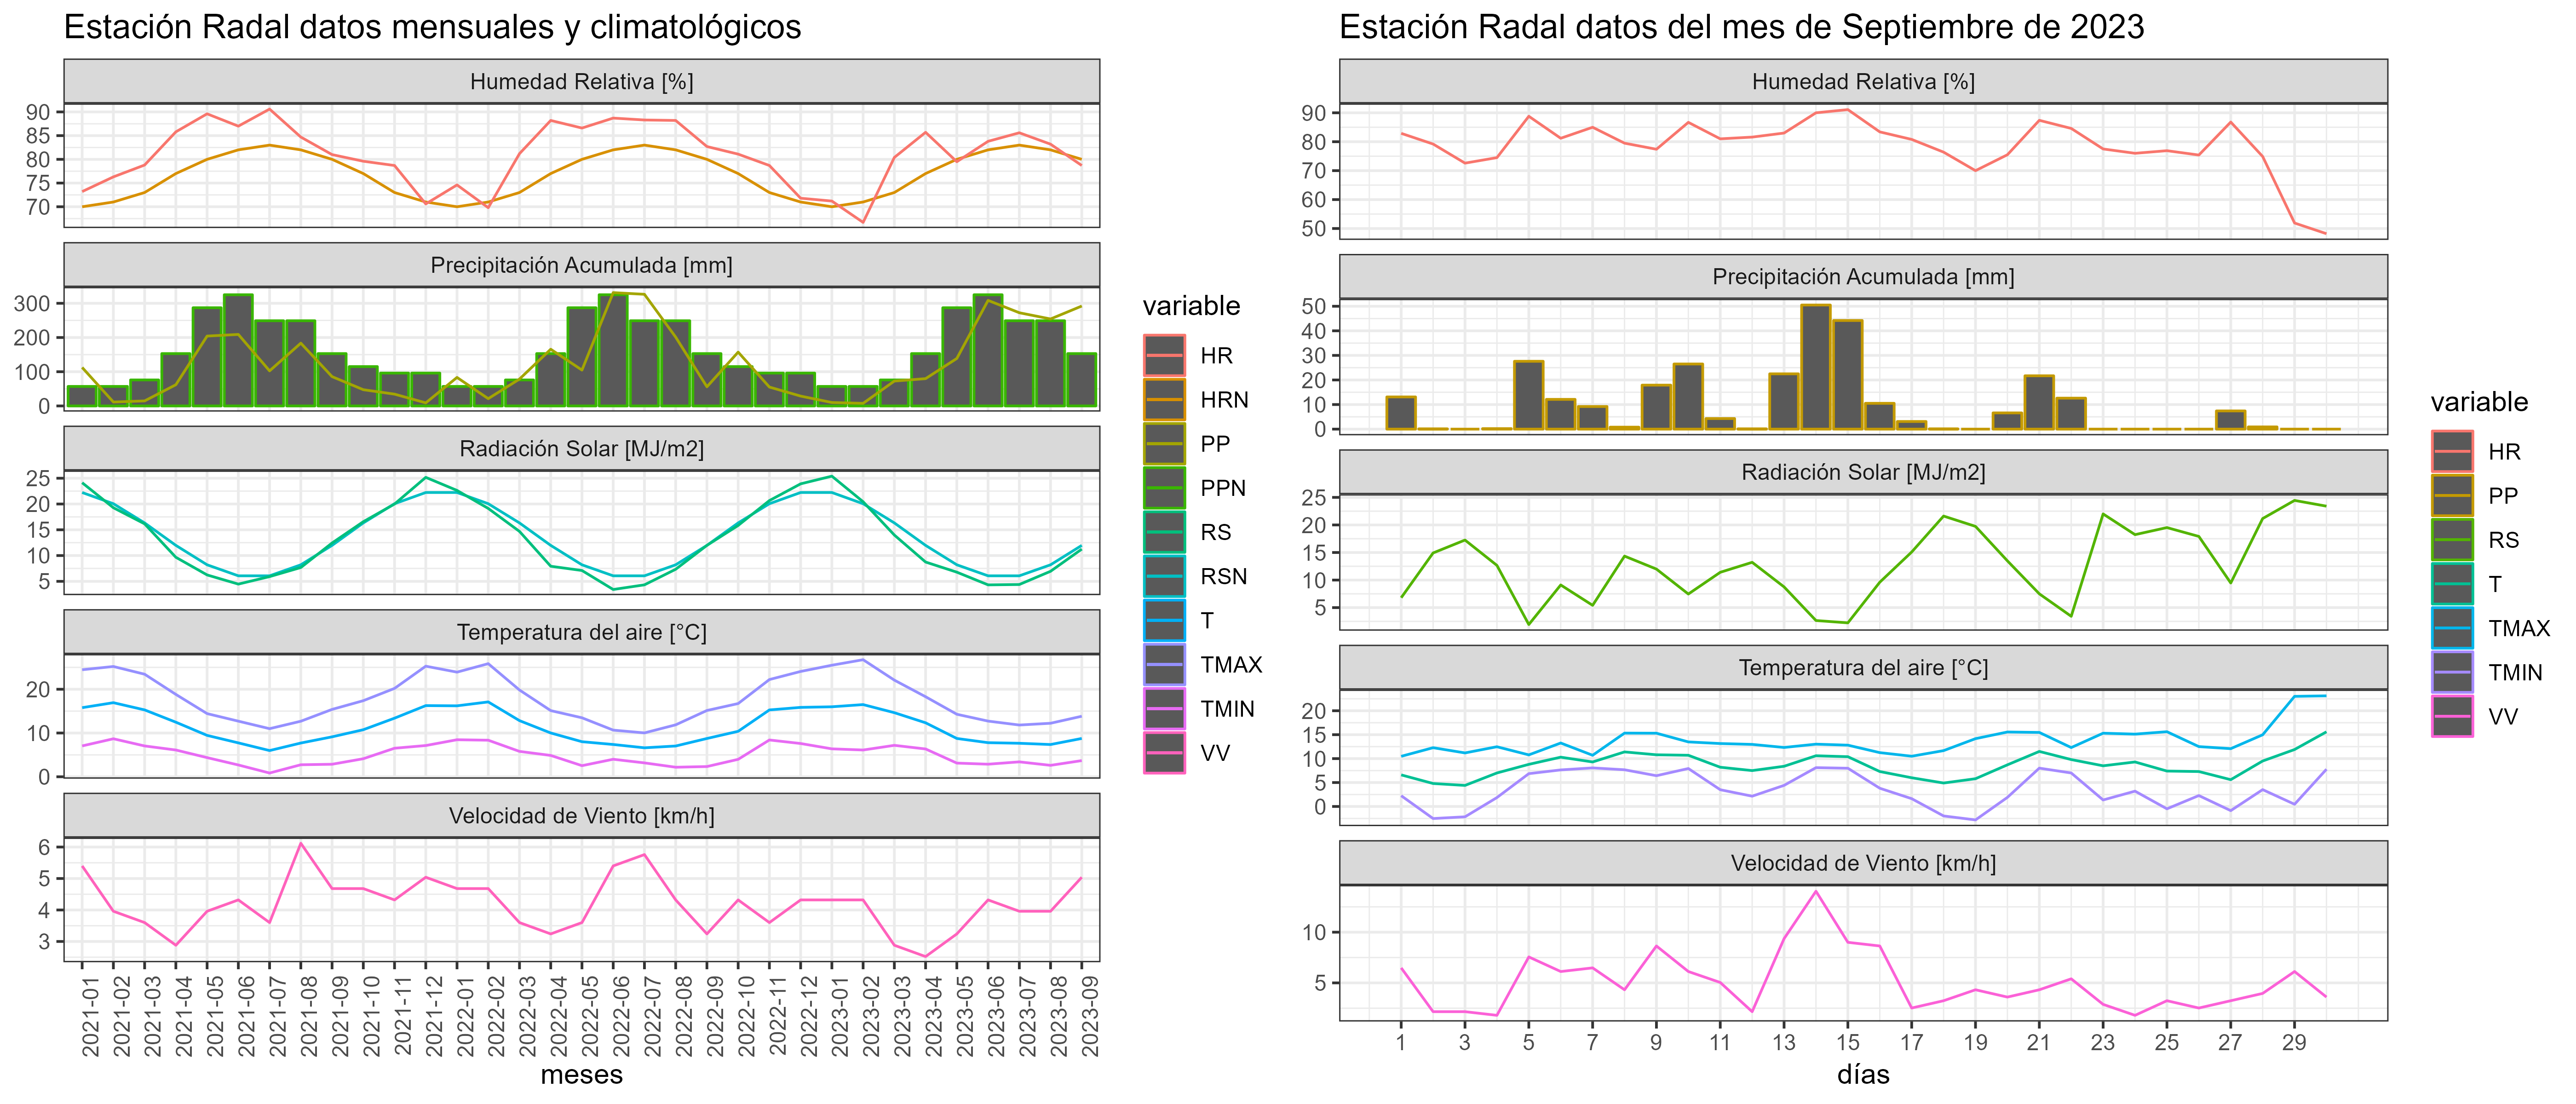 Estación Radal datos mensuales y climatológicos
Humedad Relativa [%]
90
85
80
75
70
Precipitación Acumulada [mm]
300
200
100
0
Radiación Solar [MJ/m2]
25
20
15
10
5
Temperatura del aire [°C]
20
10
0
Velocidad de Viento [km/h]
6
5
4
3
2021-01
2021-02
2021-03
2021-04
2021-05
2021-06
2021-07
2021-08
2021-09
2021-10
2021-11
2021-12
2022-01
2022-02
2022-03
2022-04
2022-05
2022-06
2022-07
2022-08
2022-09
2022-10
2022-11
2022-12
2023-01
2023-02
2023-03
2023-04
2023-05
2023-06
2023-07
2023-08
2023-09
meses
variable
HR
HRN
PP
PPN
RS
RSN
T
TMAX
TMIN
VV
Estación Radal datos del mes de Septiembre de 2023
Humedad Relativa [%]
90
80
70
60
50
Precipitación Acumulada [mm]
50
40
30
20
10
0
Radiación Solar [MJ/m2]
25
20
15
10
5
Temperatura del aire [°C]
20
15
10
5
0
Velocidad de Viento [km/h]
10
5
1 3 5 7 9 11 13 15 17 19 21 23 25 27 29
días
variable
HR
PP
RS
T
TMAX
TMIN
VV